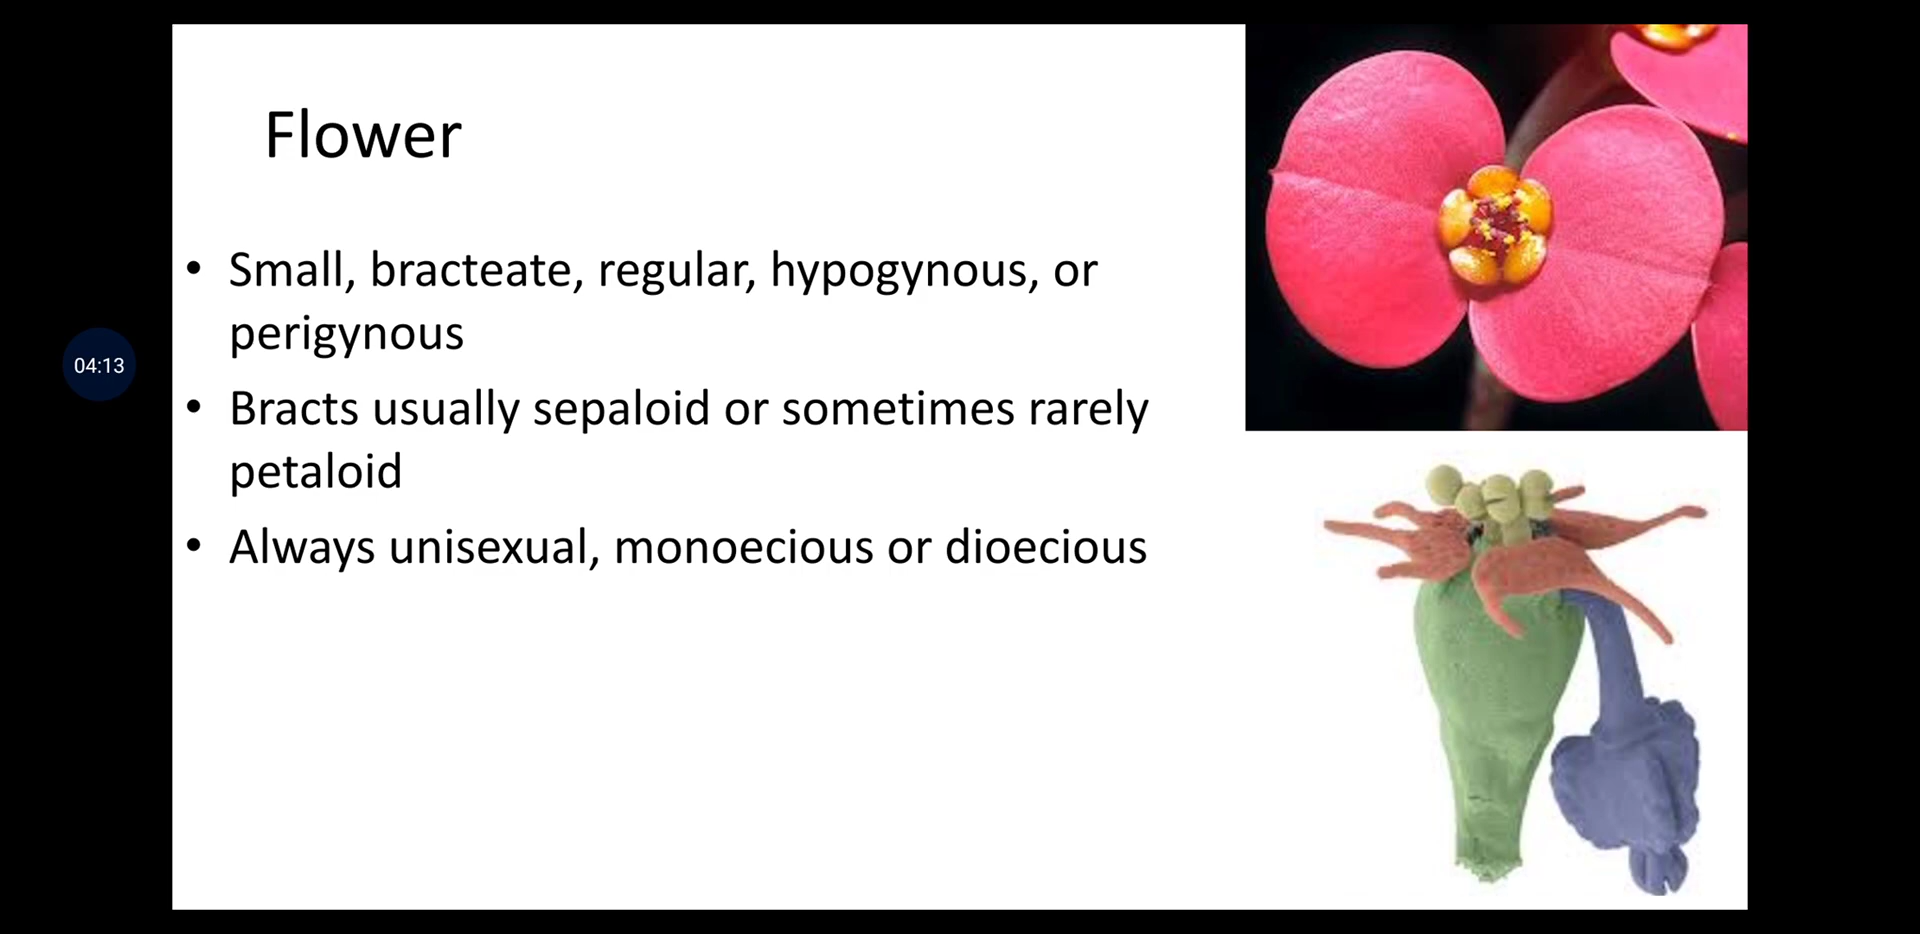 Flower
• Small, bracteate, regular, hypogynous, or
perigynous
• Bracts usually sepaloid or sometimes rarely
petaloid
• Always unisexual, monoecious or dioecious
04:13